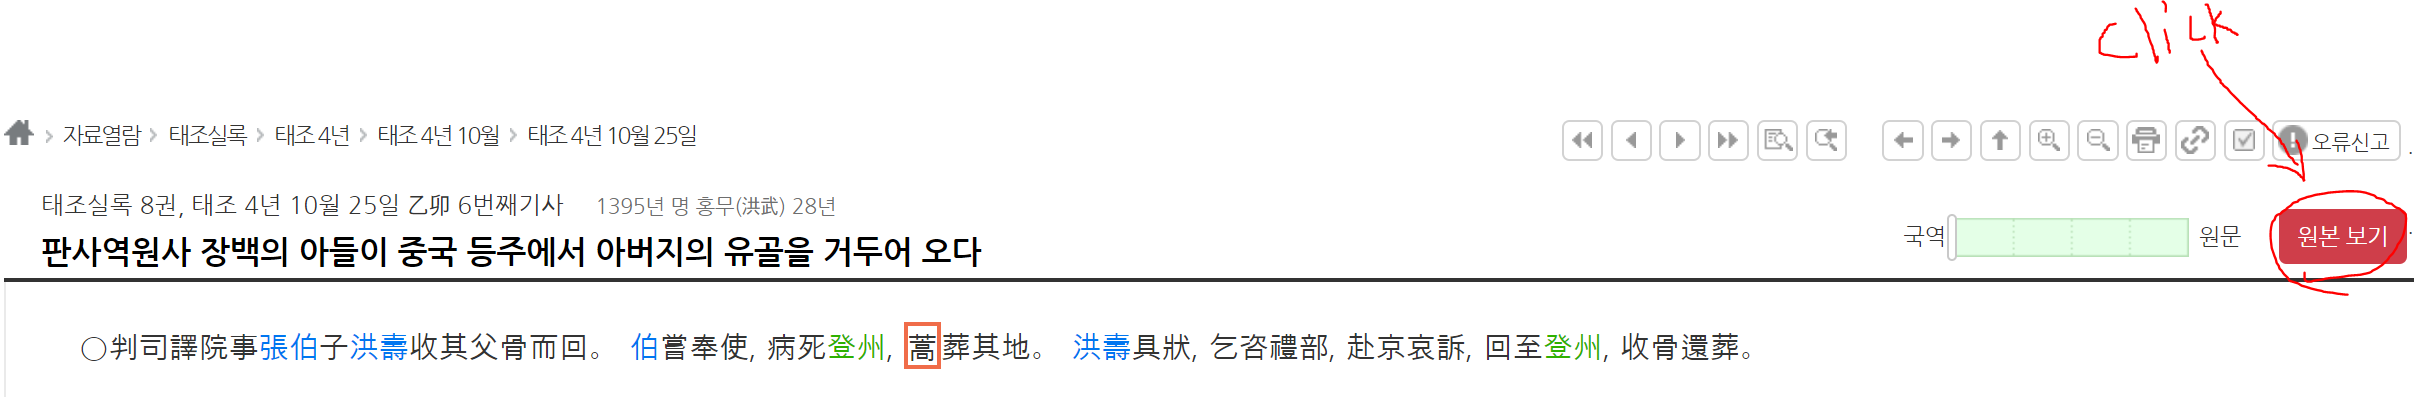 click
자료열람 태조실록 태조 4년 태조 4년 10월 태조 4년 10월 25일
오류신고
태조실록 8권, 태조 4년 10월 25일 乙卯 6번째기사 1395년 명 홍무(洪武) 28년
판사역원사 장백의 아들이 중국 등주에서 아버지의 유골을 거두어 오다
국역 원문 원본 보기
○判司譯院事張伯子洪壽收其父骨而回。 伯嘗奉使, 病死登州, 藁葬其地。 洪壽具狀, 乞咨禮部, 赴京哀訴, 回至登州, 收骨還葬。